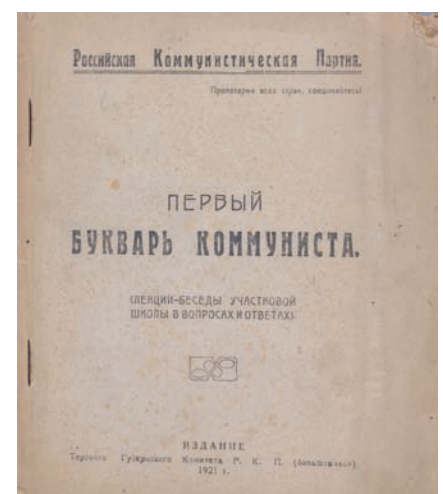 Российская Коммунистическая Партия.
Пролетарии всех стран, соединяйтесь!
ПЕРВЫЙ
БУКВАРЬ КОММУНИСТА.
(ЛЕКЦИИ-БЕСЕДЫ УЧАСТКОВОЙ
ШКОЛЫ В ВОПРОСАХ И ОТВЕТАХ)
ИЗДАНИЕ
Терского Губернского Комитета Р. К. П. (большевиков).
1921 г.